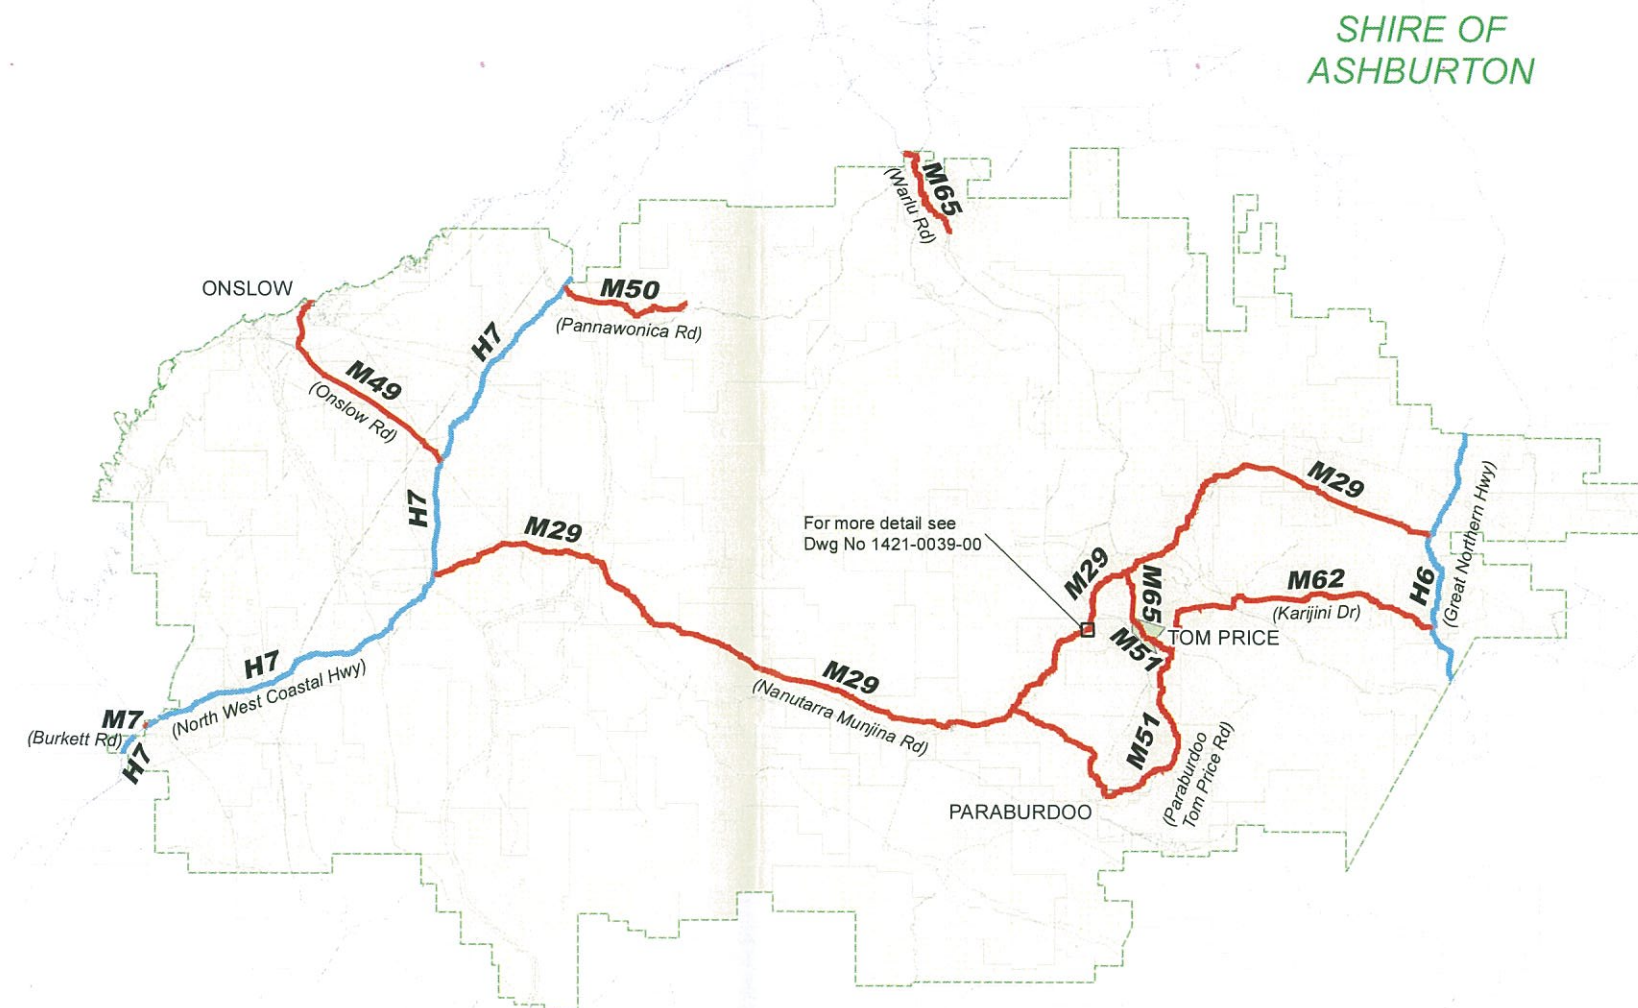 SHIRE OF
ASHBURTON
M65
(Warlu Rd)
ONSLOW
M50
(Pannawonica Rd)
H7
M49
(Onslow Rd)
H7
M29
For more detail see
Dwg No 1421-0039-00
M29
M29
(Great Northern Hwy)
H6
M65
M62
(Karijini Dr)
TOM PRICE
M51
H7
(North West Coastal Hwy)
M29
(Nanutarra Munjina Rd)
M7
(Burkett Rd)
H7
M51
(Paraburdoo
Tom Price Rd)
PARABURDOO